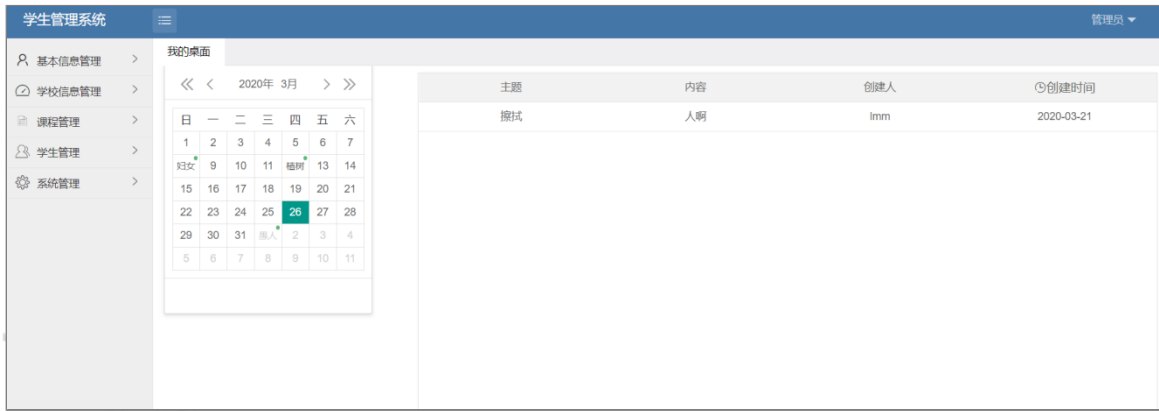 学生管理系统
管理员
基本信息管理
学校信息管理
课程管理
学生管理
系统管理
我的桌面
2020年 3月
日 一 二 三 四 五 六
1 2 3 4 5 6 7
妇女 9 10 11 植树 13 14
15 16 17 18 19 20 21
22 23 24 25 26 27 28
29 30 31 愚人 2 3 4
5 6 7 8 9 10 11
主题 内容 创建人 创建时间
擦拭 人啊 lmm 2020-03-21